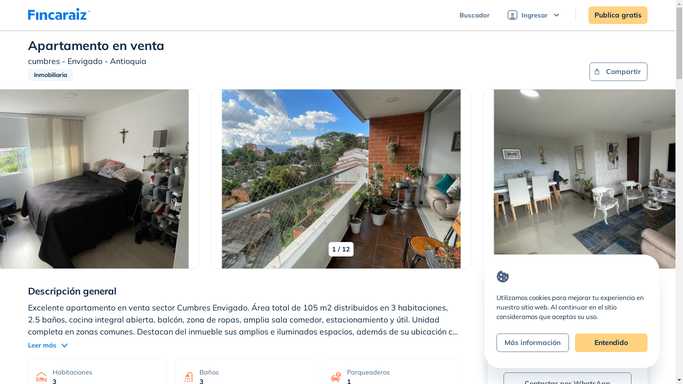 Fincaraiz
Buscador
Ingresar
Publica gratis
Apartamento en venta
cumbres - Envigado - Antioquia
Inmobiliaria
Compartir
1 / 12
Descripción general
Excelente apartamento en venta sector Cumbres Envigado. Área total de 105 m2 distribuidos en 3 habitaciones,
2.5 baños, cocina integral abierta, balcón, zona de ropas, amplia sala comedor, estacionamiento y útil. Unidad
completa en zonas comunes. Destacan del inmueble sus amplios e iluminados espacios, además de su ubicación c...
Leer más
Habitaciones
3
Baños
3
Parqueaderos
1
Utilizamos cookies para mejorar tu experiencia en
nuestro sitio web. Al continuar en el sitio
consideramos que aceptas su uso.
Más información
Entendido
Contactar por WhatsApp